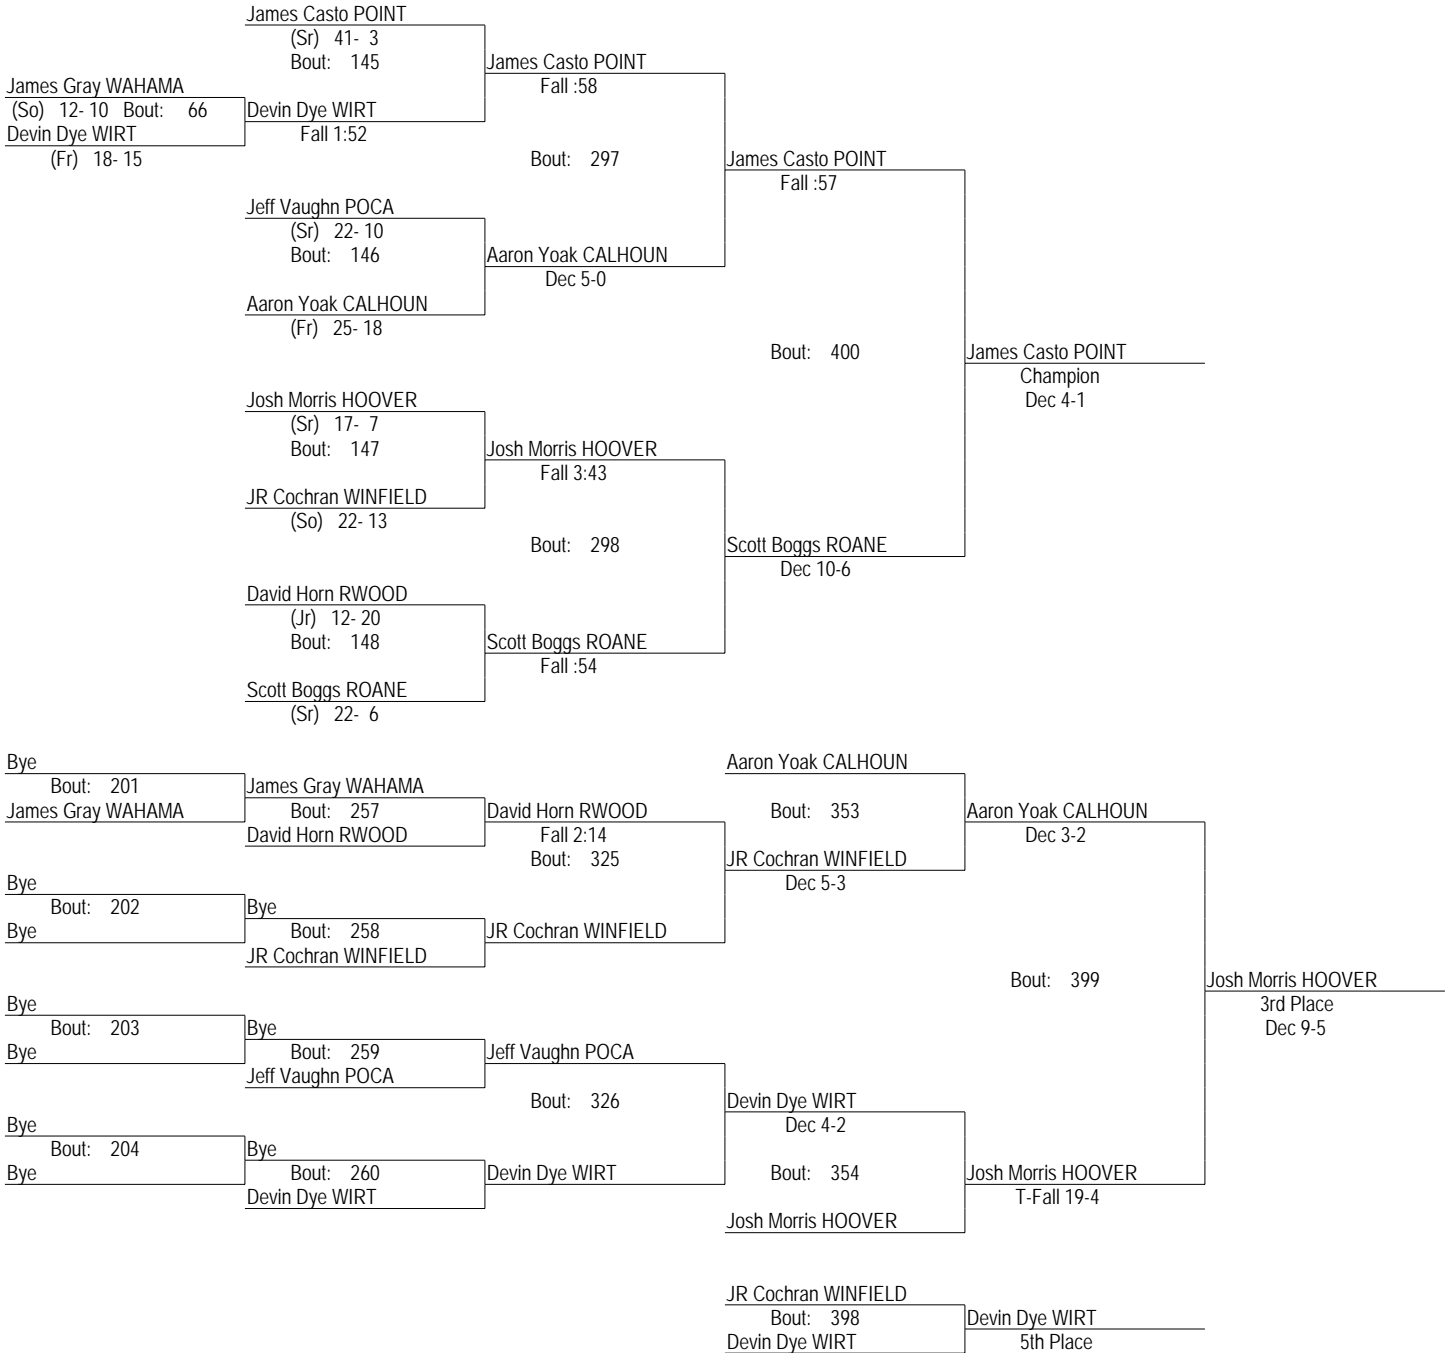 James Casto POINT
(Sr) 41- 3
Bout: 145
James Casto POINT
Fall :58
James Gray WAHAMA
(So) 12- 10 Bout: 66
Devin Dye WIRT
Fall 1:52
Devin Dye WIRT
(Fr) 18- 15
Bout: 297
James Casto POINT
Fall :57
Jeff Vaughn POCA
(Sr) 22- 10
Bout: 146
Aaron Yoak CALHOUN
Dec 5-0
Aaron Yoak CALHOUN
(Fr) 25- 18
Bout: 400
James Casto POINT
Champion
Dec 4-1
Josh Morris HOOVER
(Sr) 17- 7
Bout: 147
Josh Morris HOOVER
Fall 3:43
JR Cochran WINFIELD
(So) 22- 13
Bout: 298
Scott Boggs ROANE
Dec 10-6
David Horn RWOOD
(Jr) 12- 20
Bout: 148
Scott Boggs ROANE
Fall :54
Scott Boggs ROANE
(Sr) 22- 6
Bye
Bout: 201
James Gray WAHAMA
James Gray WAHAMA
Bout: 257
David Horn RWOOD
David Horn RWOOD
Fall 2:14
Bout: 325
Aaron Yoak CALHOUN
Bout: 353
Aaron Yoak CALHOUN
Dec 3-2
JR Cochran WINFIELD
Dec 5-3
Bye
Bout: 202
Bye
Bye
Bout: 258
JR Cochran WINFIELD
JR Cochran WINFIELD
Bout: 399
Josh Morris HOOVER
3rd Place
Dec 9-5
Bye
Bout: 203
Bye
Bye
Bout: 259
Jeff Vaughn POCA
Jeff Vaughn POCA
Bout: 326
Devin Dye WIRT
Dec 4-2
Bye
Bout: 204
Bye
Bye
Bout: 260
Devin Dye WIRT
Devin Dye WIRT
Bout: 354
Josh Morris HOOVER
T-Fall 19-4
Josh Morris HOOVER
JR Cochran WINFIELD
Bout: 398
Devin Dye WIRT
Devin Dye WIRT
5th Place